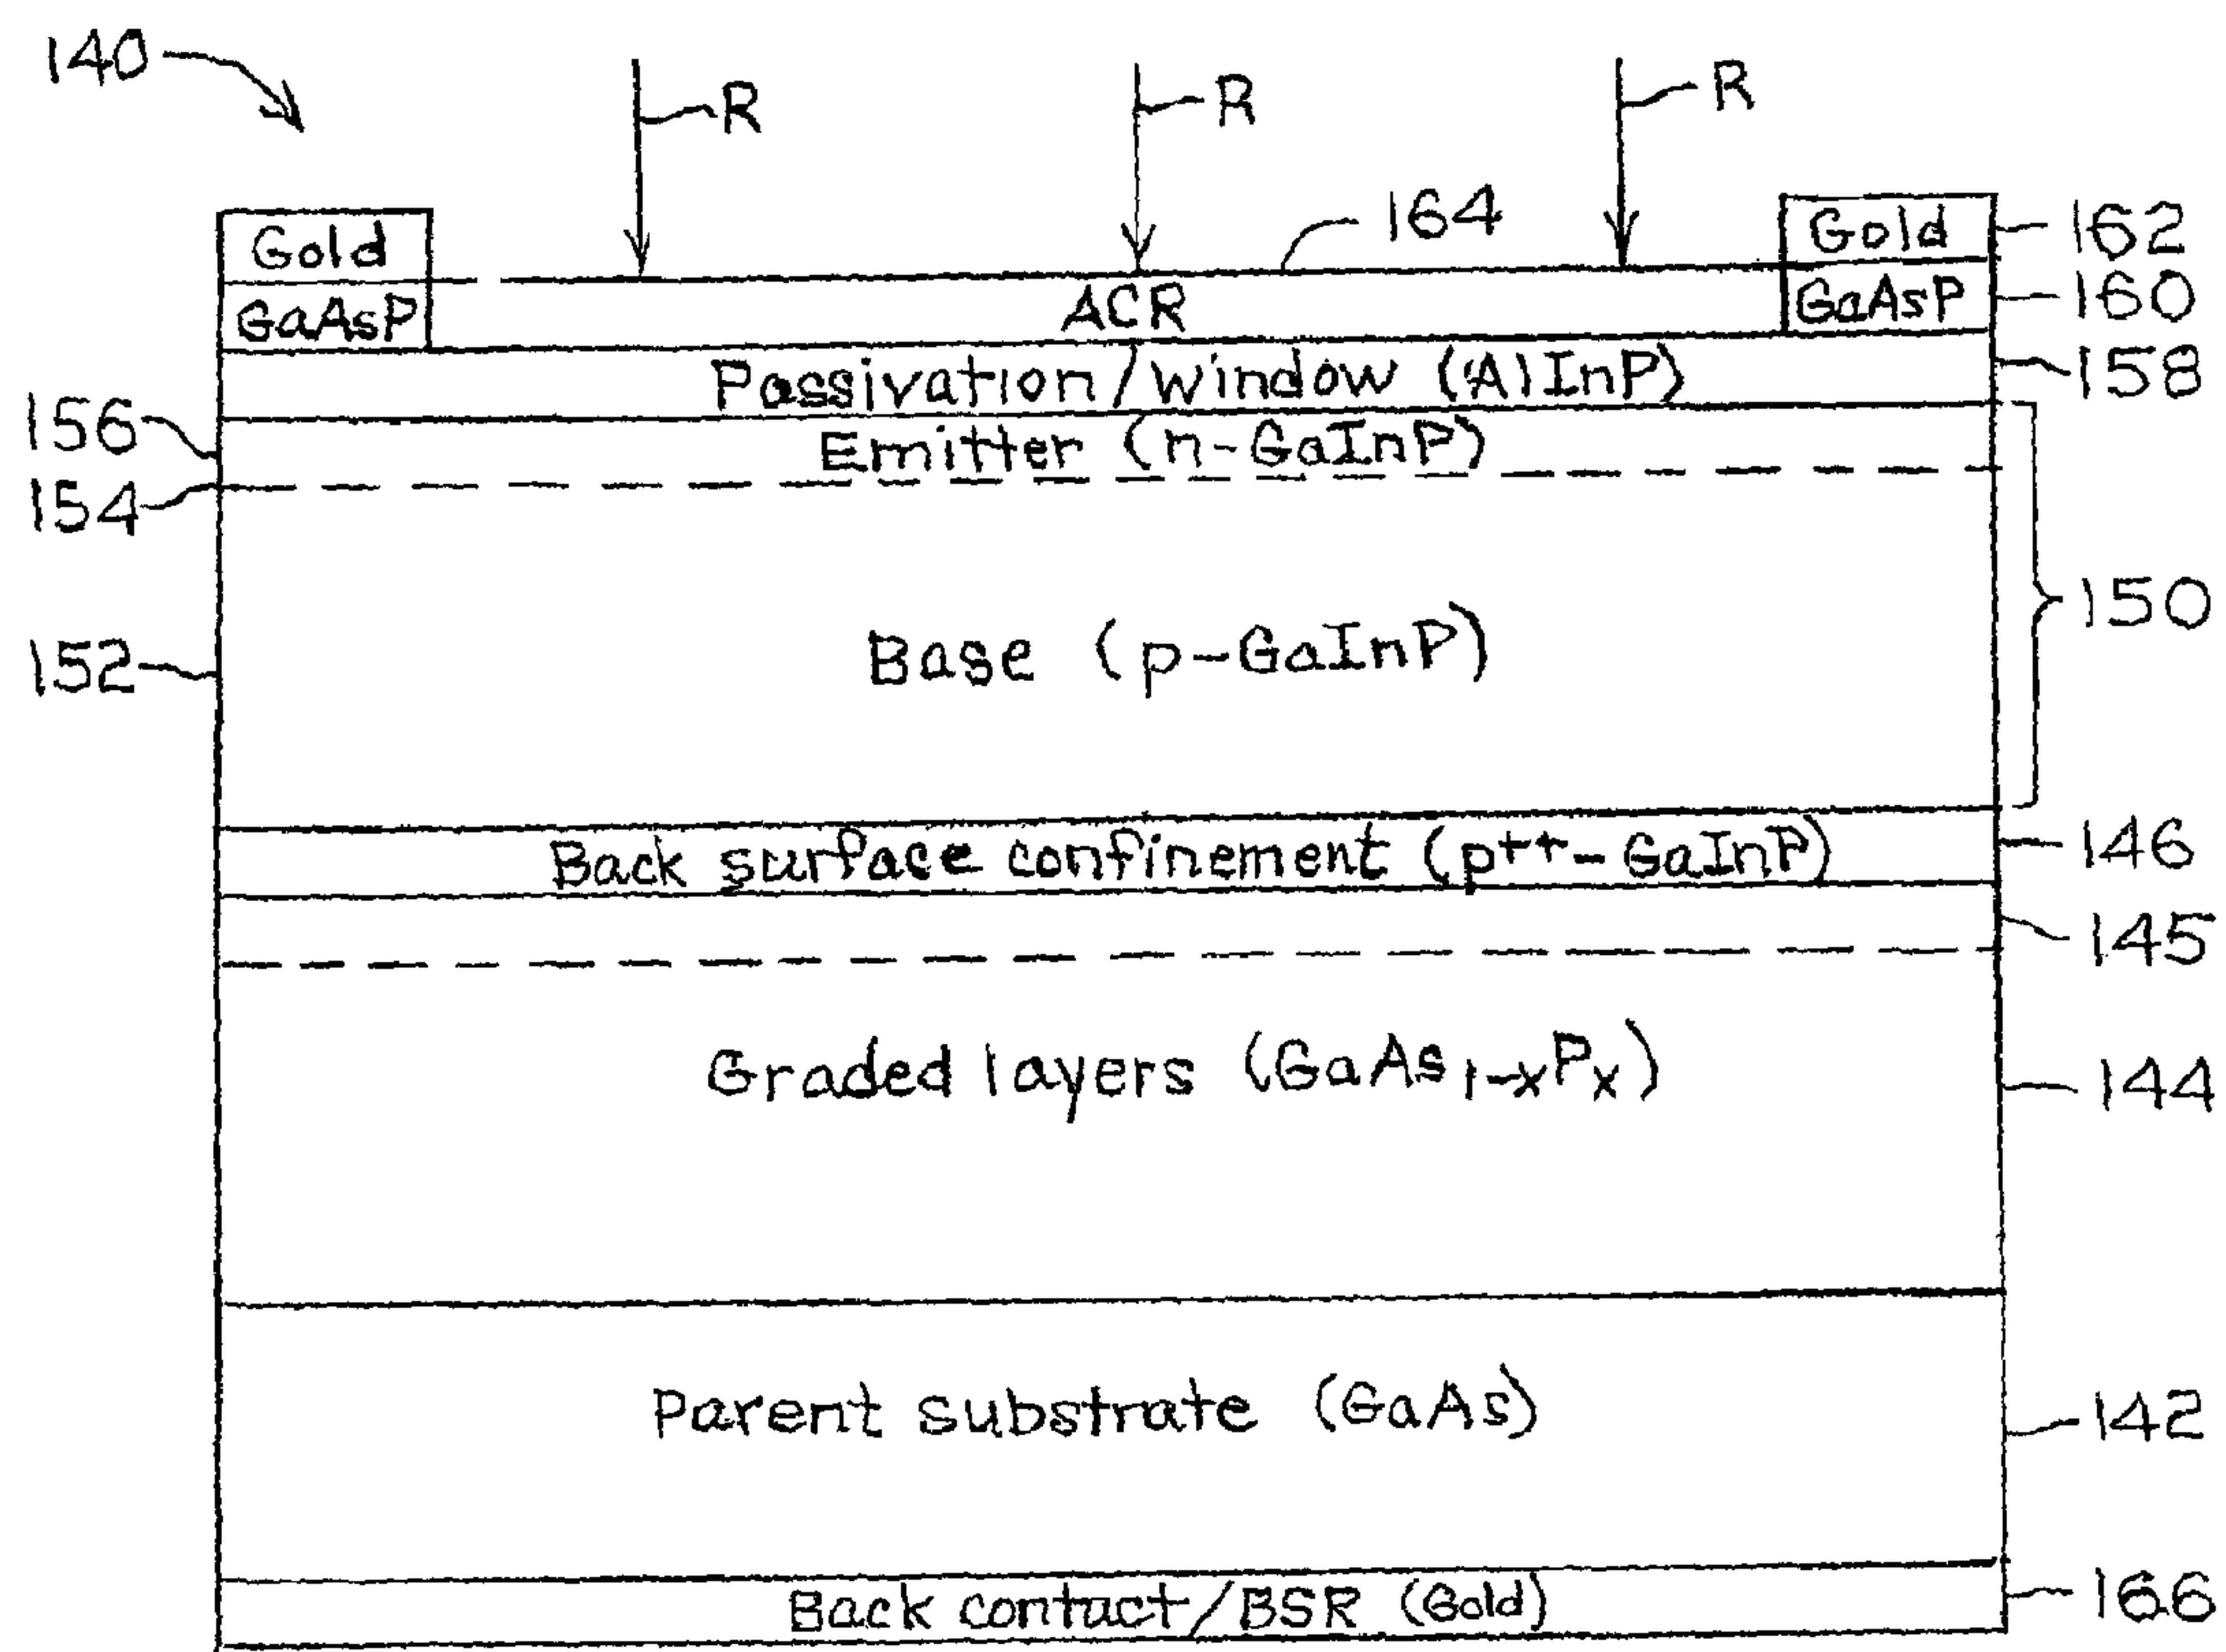 140
R R R
Gold
164
Gold
162
GaAsP
ACR
GaAsP
160
Passivation/window (AlInP)
158
156
Emitter (n-GaInP)
154
150
152
Base (p-GaInP)
Back surface confinement (p++-GaInP)
146
145
Graded layers (GaAs1-xPx)
144
Parent substrate (GaAs)
142
Back contact/BSR (Gold)
166